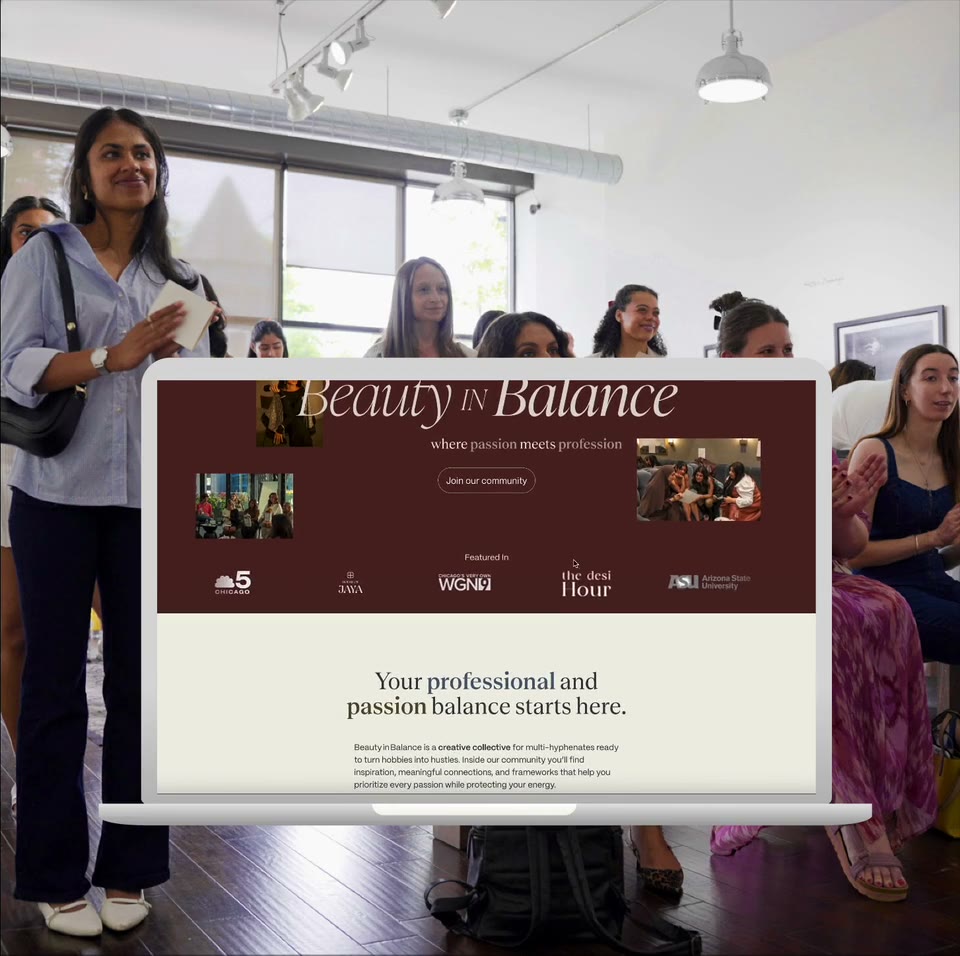 Beauty IN Balance
where passion meets profession
Join our community
Featured In
5
CHICAGO
JAYA
CHICAGO'S VERY OWN
WGN9
the desi
Hour
ASU Arizona State
University
Your professional and
passion balance starts here.
Beauty in Balance is a creative collective for multi-hyphenates ready
to turn hobbies into hustles. Inside our community you'll find
inspiration, meaningful connections, and frameworks that help you
prioritize every passion while protecting your energy.